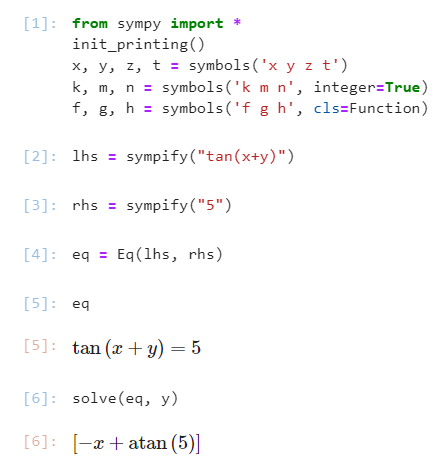 [1]: from sympy import *
init_printing()
x, y, z, t = symbols('x y z t')
k, m, n = symbols('k m n', integer=True)
f, g, h = symbols('f g h', cls=Function)
[2]: lhs = sympify("tan(x+y)")
[3]: rhs = sympify("5")
[4]: eq = Eq(lhs, rhs)
[5]: eq
[5]: tan (x + y) = 5
[6]: solve(eq, y)
[6]: [−x + atan (5)]